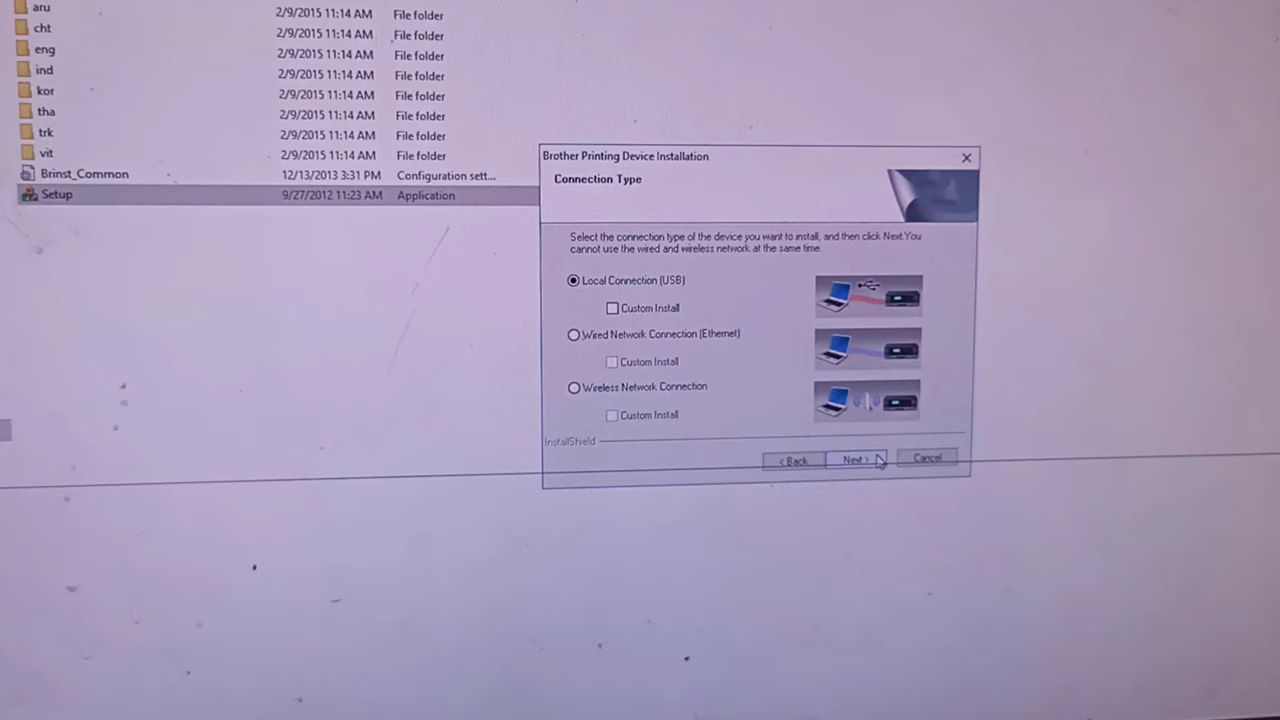 aru 2/9/2015 11:14 AM File folder
cht 2/9/2015 11:14 AM File folder
eng 2/9/2015 11:14 AM File folder
ind 2/9/2015 11:14 AM File folder
kor 2/9/2015 11:14 AM File folder
tha 2/9/2015 11:14 AM File folder
trk 2/9/2015 11:14 AM File folder
vit 2/9/2015 11:14 AM File folder
Brinst_Common 12/13/2013 3:31 PM Configuration sett...
Setup 9/27/2012 11:23 AM Application
Brother Printing Device Installation
Connection Type
Select the connection type of the device you want to install, and then click Next.You
cannot use the wired and wireless network at the same time.
Local Connection (USB)
Custom Install
Wired Network Connection (Ethernet)
Custom Install
Wireless Network Connection
Custom Install
InstallShield
< Back Next > Cancel